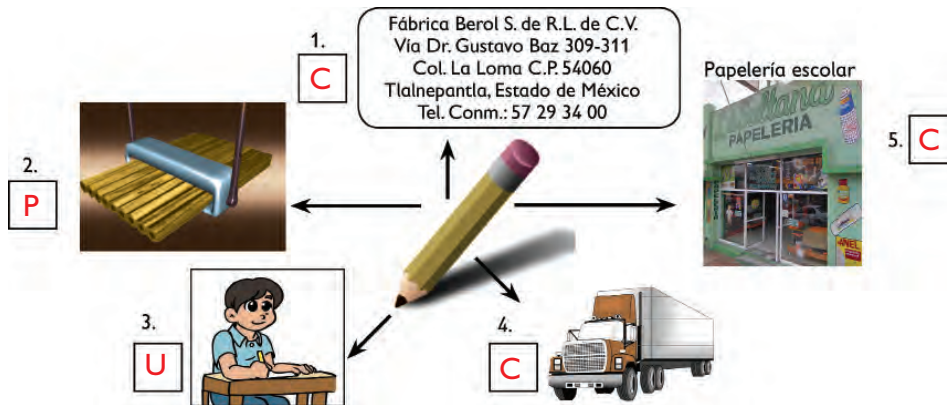 1.
C
Fábrica Berol S. de R.L. de C.V.
Vía Dr. Gustavo Baz 309-311
Col. La Loma C.P. 54060
Tlalnepantla, Estado de México
Tel. Conm.: 57 29 34 00
Papelería escolar
PAPELERIA
5. C
2.
P
3.
U
4.
C